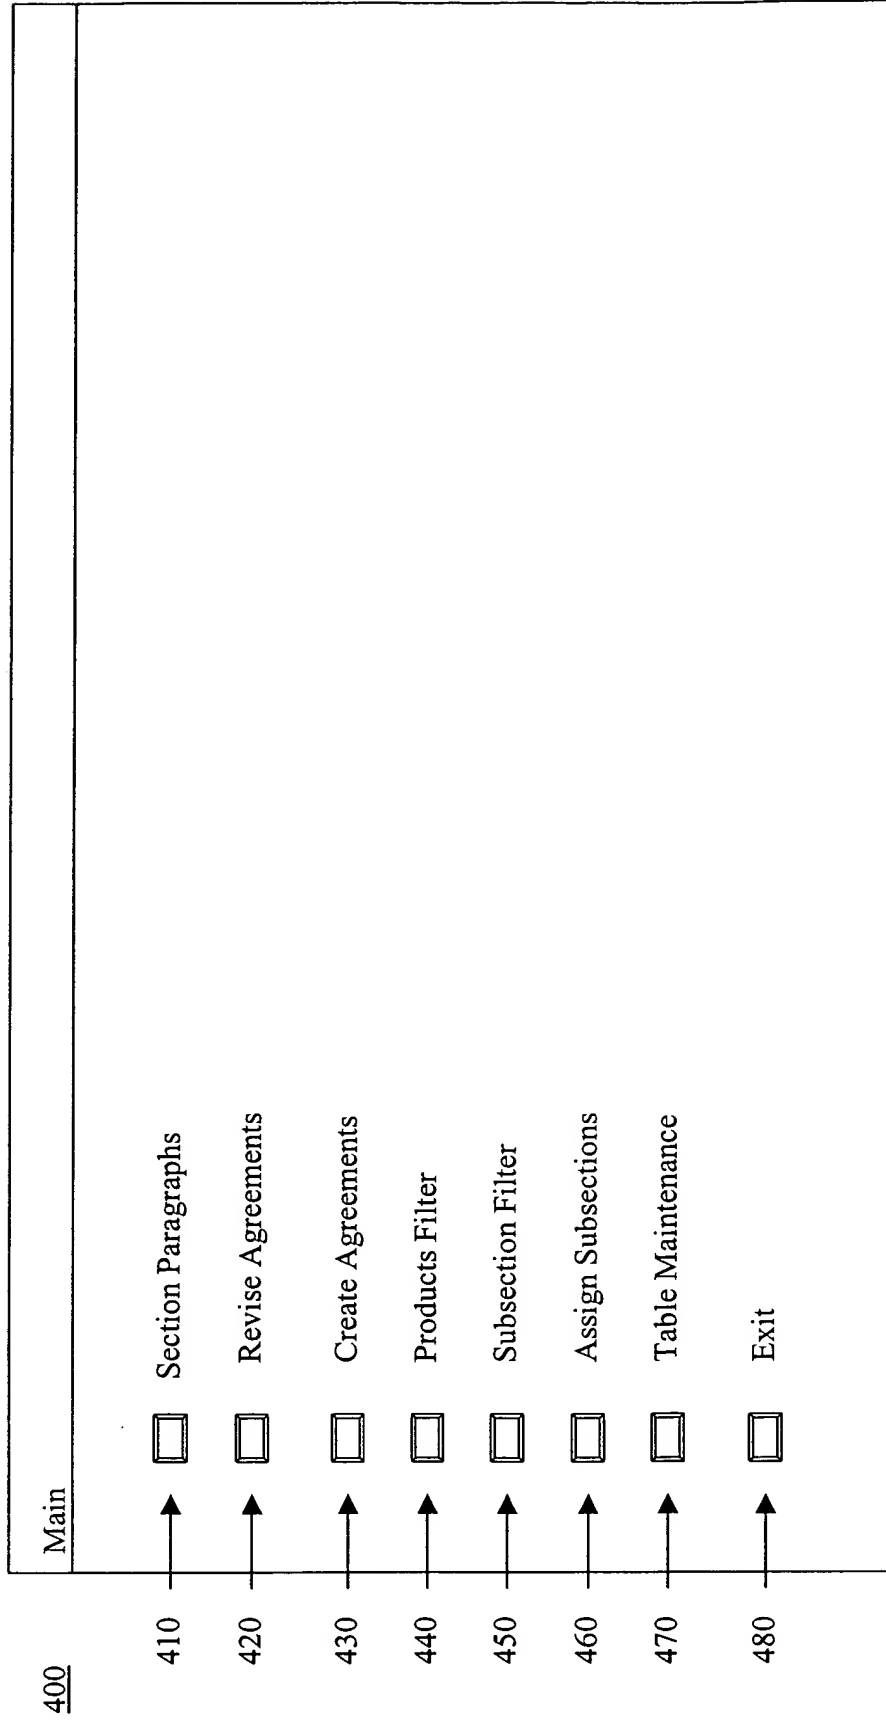 400
Main
410 Section Paragraphs
420 Revise Agreements
430 Create Agreements
440 Products Filter
450 Subsection Filter
460 Assign Subsections
470 Table Maintenance
480 Exit